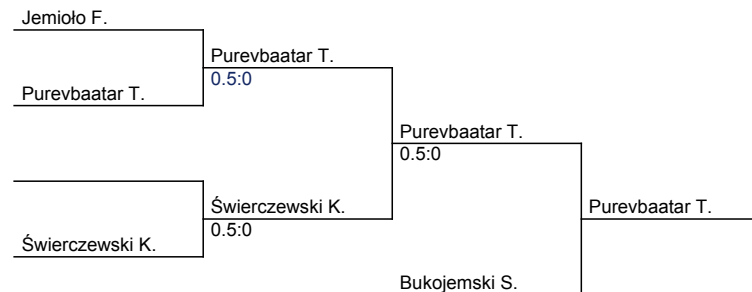 Jemioło F.
Purevbaatar T.
0.5:0
Purevbaatar T.
Purevbaatar T.
0.5:0
Świerczewski K.
0.5:0
Purevbaatar T.
Świerczewski K.
Bukojemski S.